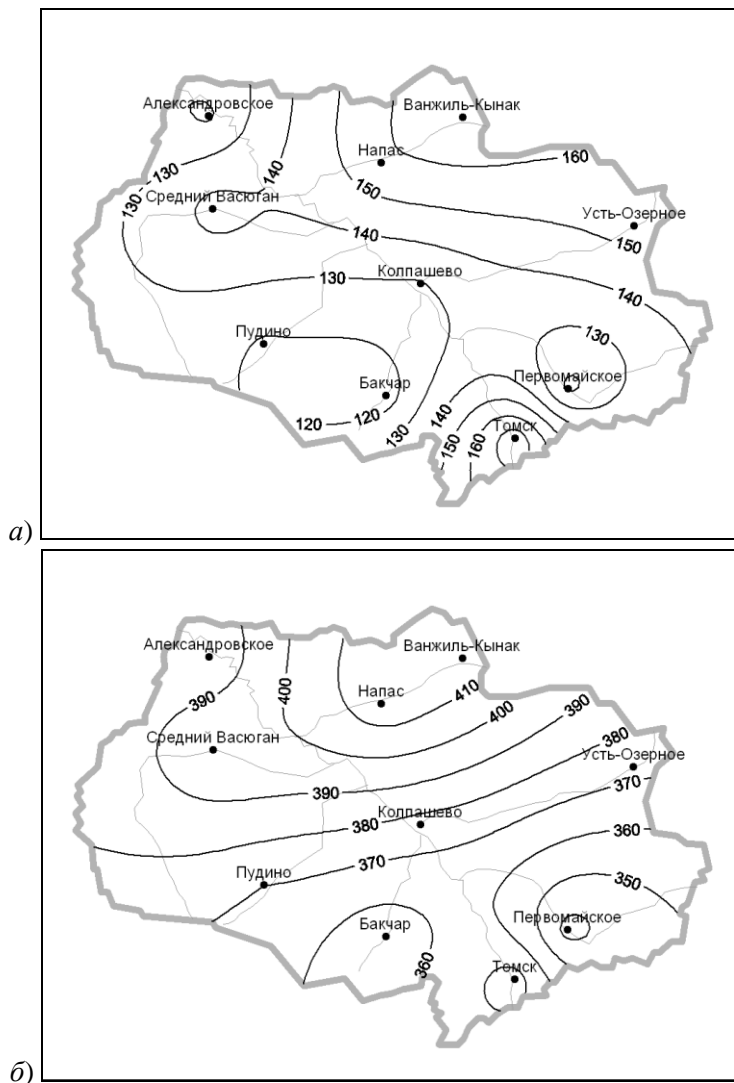 Александровское
Ванжиль-Кынак
Напас
160
130
140
130
Средний Васюган
150
Усть-Озерное
140
150
Колпашево
130
140
Пудино
130
Бакчар
Первомайское
140
120
120
Томск
130
150
160
а)
Александровское
Ванжиль-Кынак
400
Напас
410
390
400
390
Средний Васюган
380
Усть-Озерное
390
370
Колпашево
380
360
370
Пудино
350
Бакчар
Первомайское
360
Томск
б)